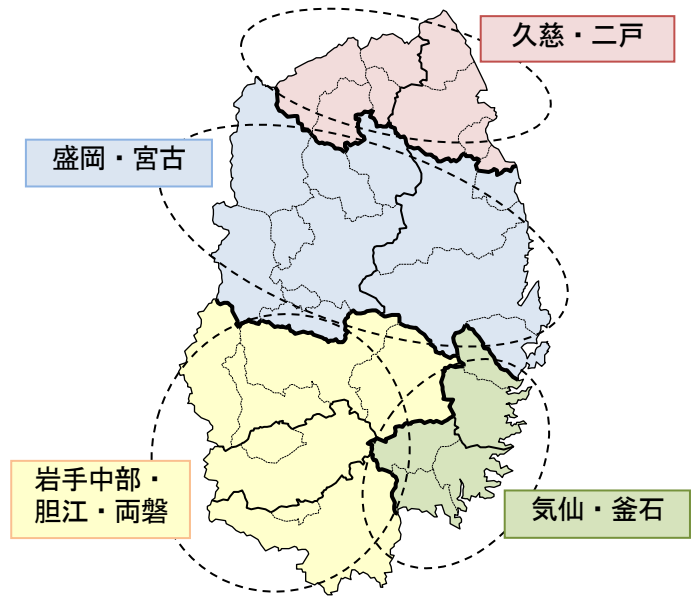 久慈・二戸
盛岡・宮古
岩手中部・
胆江・両磐
気仙・釜石